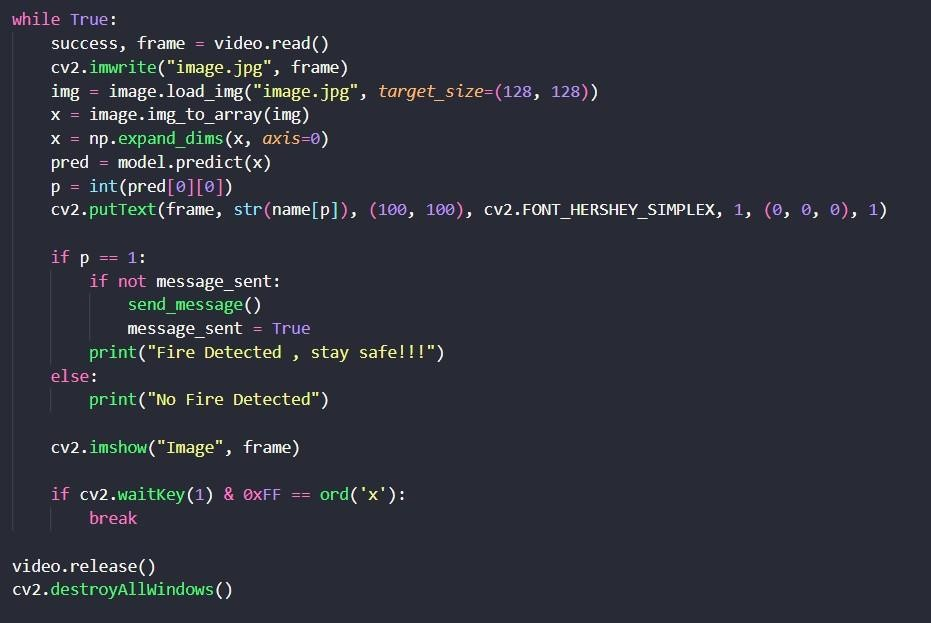 while True:
    success, frame = video.read()
    cv2.imwrite("image.jpg", frame)
    img = image.load_img("image.jpg", target_size=(128, 128))
    x = image.img_to_array(img)
    x = np.expand_dims(x, axis=0)
    pred = model.predict(x)
    p = int(pred[0][0])
    cv2.putText(frame, str(name[p]), (100, 100), cv2.FONT_HERSHEY_SIMPLEX, 1, (0, 0, 0), 1)

    if p == 1:
        if not message_sent:
            send_message()
            message_sent = True
        print("Fire Detected , stay safe!!!")
    else:
        print("No Fire Detected")

    cv2.imshow("Image", frame)

    if cv2.waitKey(1) & 0xFF == ord('x'):
        break

video.release()
cv2.destroyAllWindows()